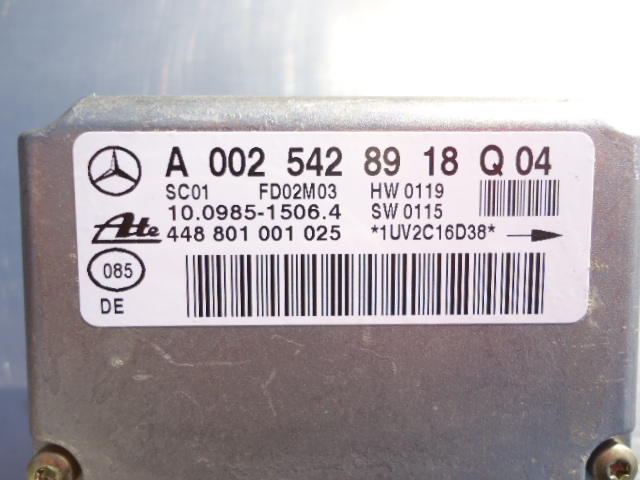 A 002 542 89 18 Q 04
SC01 FD02M03 HW 0119
10.0985-1506.4 SW 0115
Ate 448 801 001 025 *1UV2C16D38*
085
DE